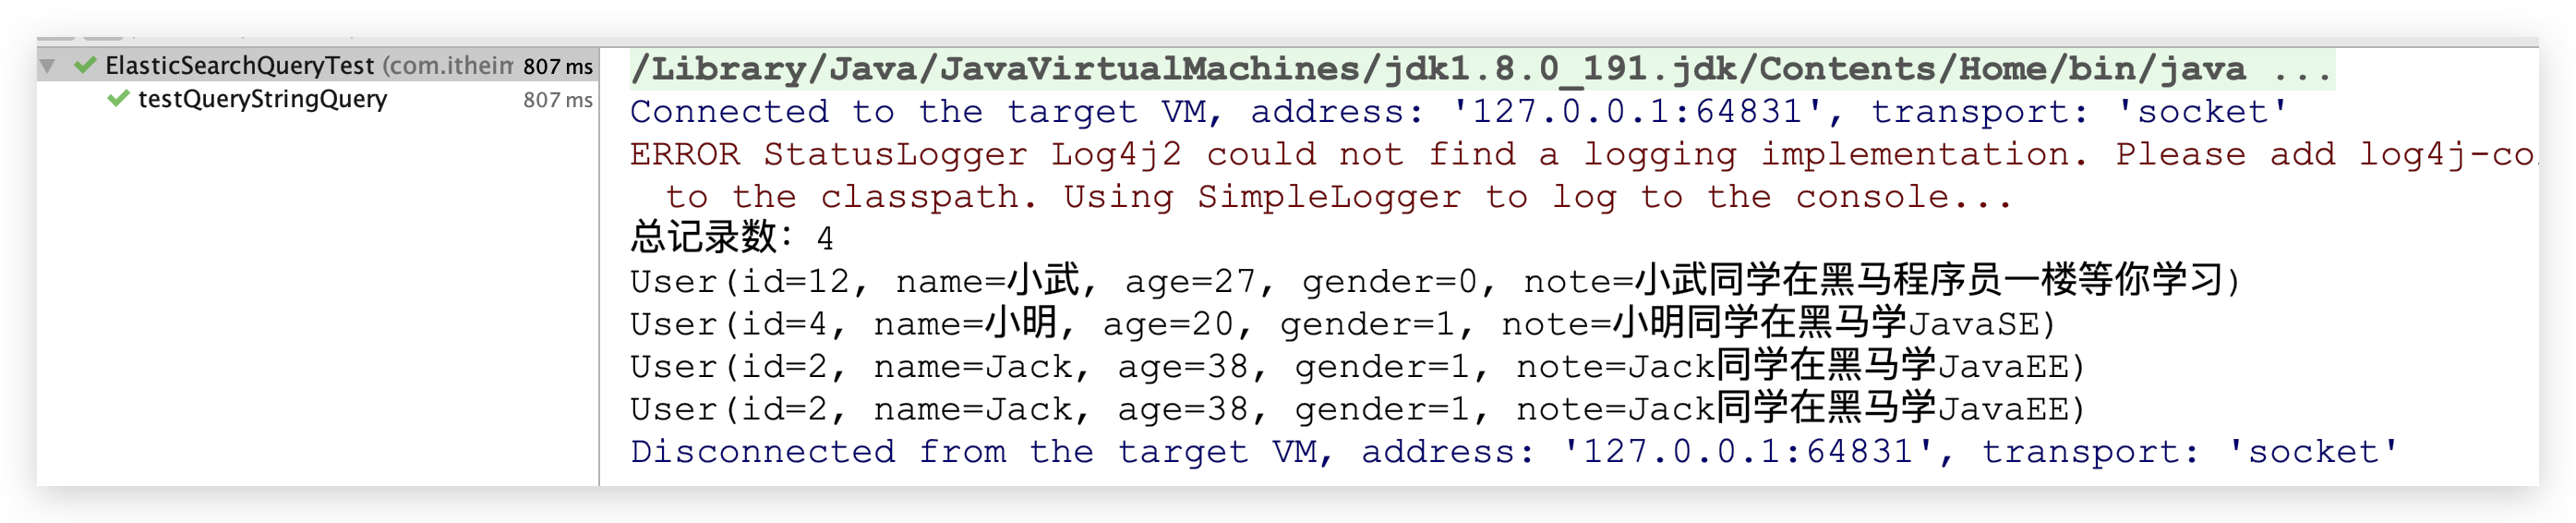 ElasticSearchQueryTest (com.itheim 807 ms
testQueryStringQuery 807 ms
/Library/Java/JavaVirtualMachines/jdk1.8.0_191.jdk/Contents/Home/bin/java ...
Connected to the target VM, address: '127.0.0.1:64831', transport: 'socket'
ERROR StatusLogger Log4j2 could not find a logging implementation. Please add log4j-co
to the classpath. Using SimpleLogger to log to the console...
总记录数：4
User(id=12, name=小武, age=27, gender=0, note=小武同学在黑马程序员一楼等你学习)
User(id=4, name=小明, age=20, gender=1, note=小明同学在黑马学JavaSE)
User(id=2, name=Jack, age=38, gender=1, note=Jack同学在黑马学JavaEE)
User(id=2, name=Jack, age=38, gender=1, note=Jack同学在黑马学JavaEE)
Disconnected from the target VM, address: '127.0.0.1:64831', transport: 'socket'